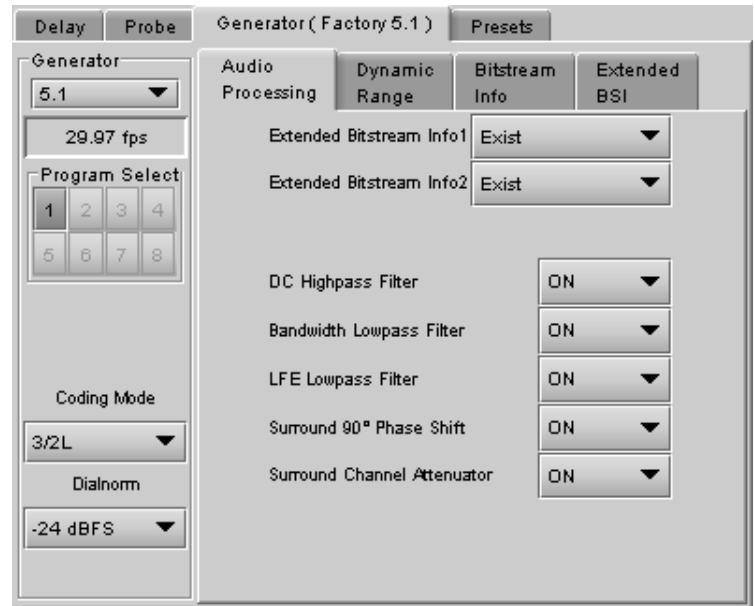 Delay Probe Generator ( Factory 5.1 ) Presets
Generator
5.1
29.97 fps
Program Select
1 2 3 4
5 6 7 8
Coding Mode
3/2L
Dialnorm
-24 dBFS
Audio Processing
Dynamic Range
Bitstream Info
Extended BSI
Extended Bitstream Info1 Exist
Extended Bitstream Info2 Exist
DC Highpass Filter ON
Bandwidth Lowpass Filter ON
LFE Lowpass Filter ON
Surround 90° Phase Shift ON
Surround Channel Attenuator ON